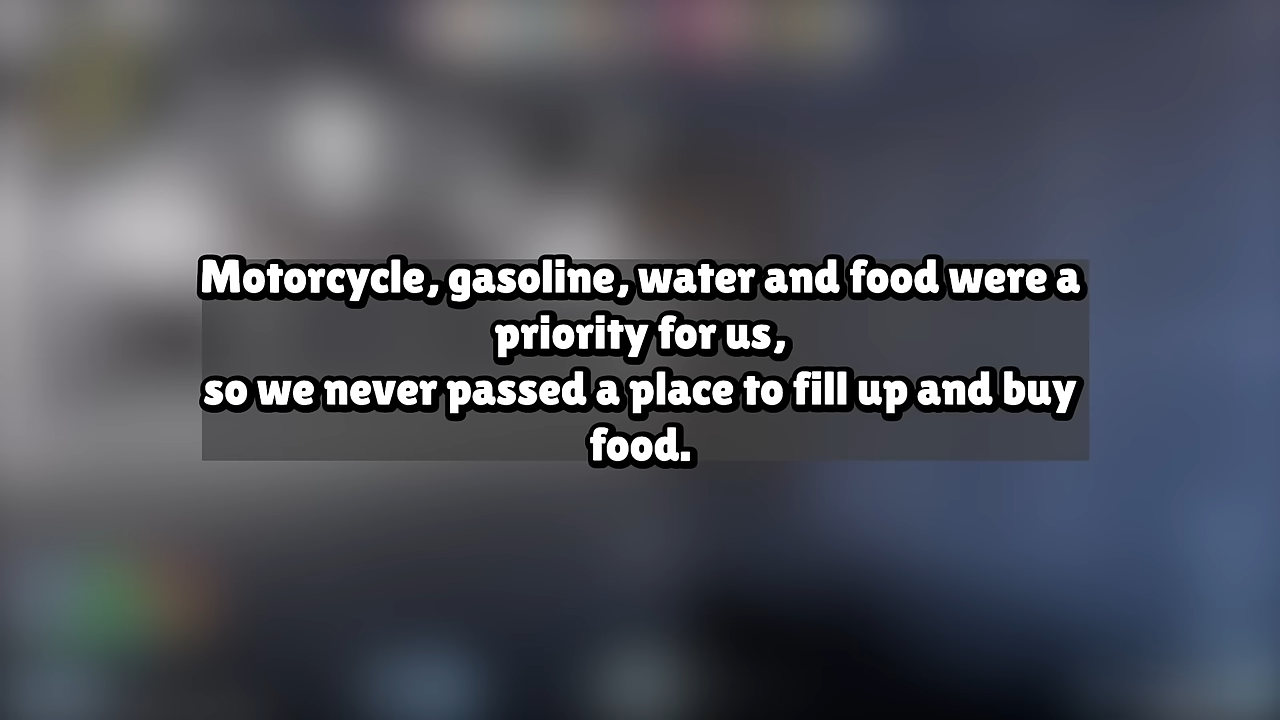 Motorcycle, gasoline, water and food were a
priority for us,
so we never passed a place to fill up and buy
food.